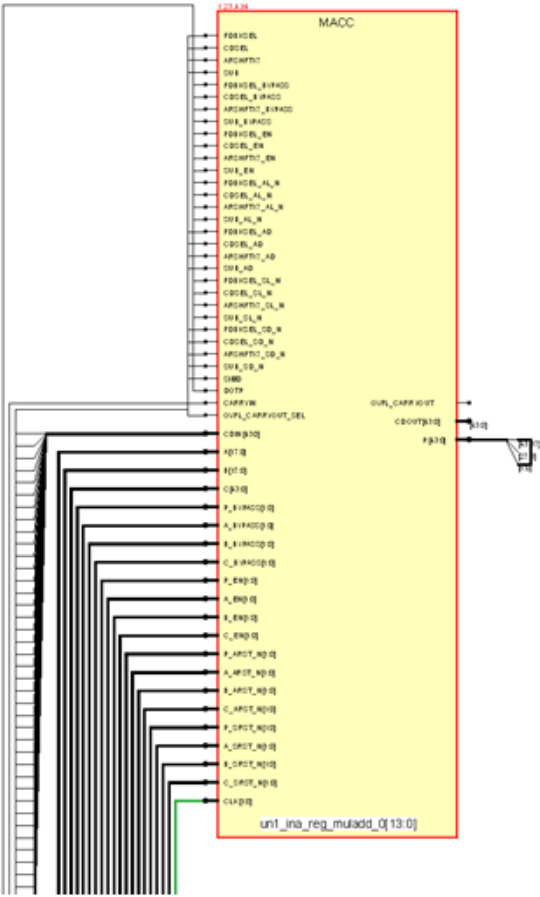 MACC
FDBKSEL
CDSEL
ARSHFT17
SUB
FDBKSEL_BYPASS
CDSEL_BYPASS
ARSHFT17_BYPASS
SUB_BYPASS
FDBKSEL_EN
CDSEL_EN
ARSHFT17_EN
SUB_EN
FDBKSEL_AL_N
CDSEL_AL_N
ARSHFT17_AL_N
SUB_AL_N
FDBKSEL_AD
CDSEL_AD
ARSHFT17_AD
SUB_AD
FDBKSEL_SL_N
CDSEL_SL_N
ARSHFT17_SL_N
SUB_SL_N
FDBKSEL_SD_N
CDSEL_SD_N
ARSHFT17_SD_N
SUB_SD_N
SIMD
DOTP
CARRYIN
OVFL_CARRYOUT
OVFL_CARRYOUT_SEL
CDOUT[43:0]
[43:0]
CDIN[43:0]
P[43:0]
A[17:0]
B[17:0]
C[43:0]
P_BYPASS[1:0]
A_BYPASS[1:0]
B_BYPASS[1:0]
C_BYPASS[1:0]
P_EN[1:0]
A_EN[1:0]
B_EN[1:0]
C_EN[1:0]
P_ARST_N[1:0]
A_ARST_N[1:0]
B_ARST_N[1:0]
C_ARST_N[1:0]
P_SRST_N[1:0]
A_SRST_N[1:0]
B_SRST_N[1:0]
C_SRST_N[1:0]
CLK[1:0]
un1_ina_reg_muladd_0[13:0]